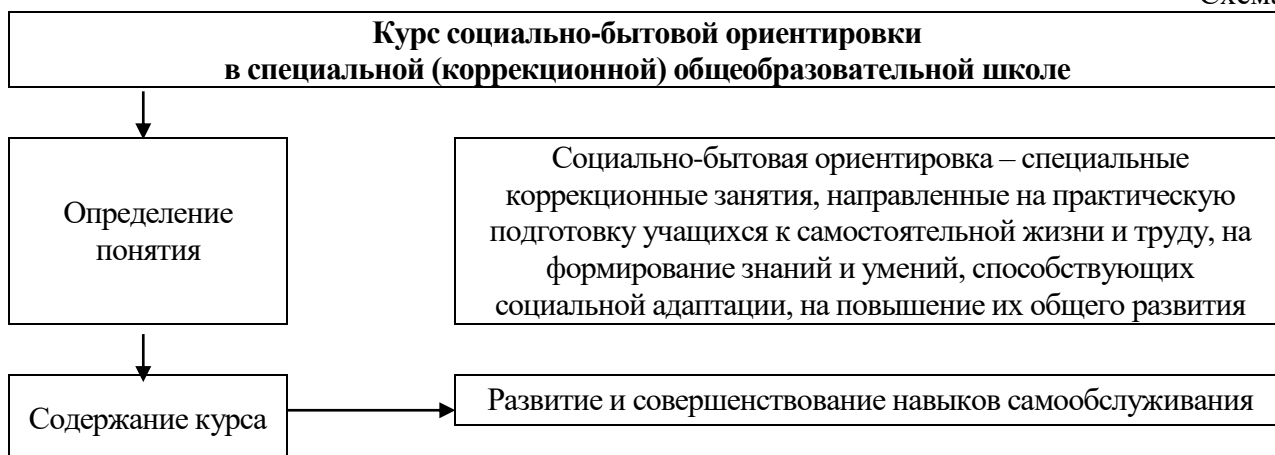 Схема
Курс социально-бытовой ориентировки
в специальной (коррекционной) общеобразовательной школе
Определение
понятия
Социально-бытовая ориентировка – специальные
коррекционные занятия, направленные на практическую
подготовку учащихся к самостоятельной жизни и труду, на
формирование знаний и умений, способствующих
социальной адаптации, на повышение их общего развития
Содержание курса
Развитие и совершенствование навыков самообслуживания